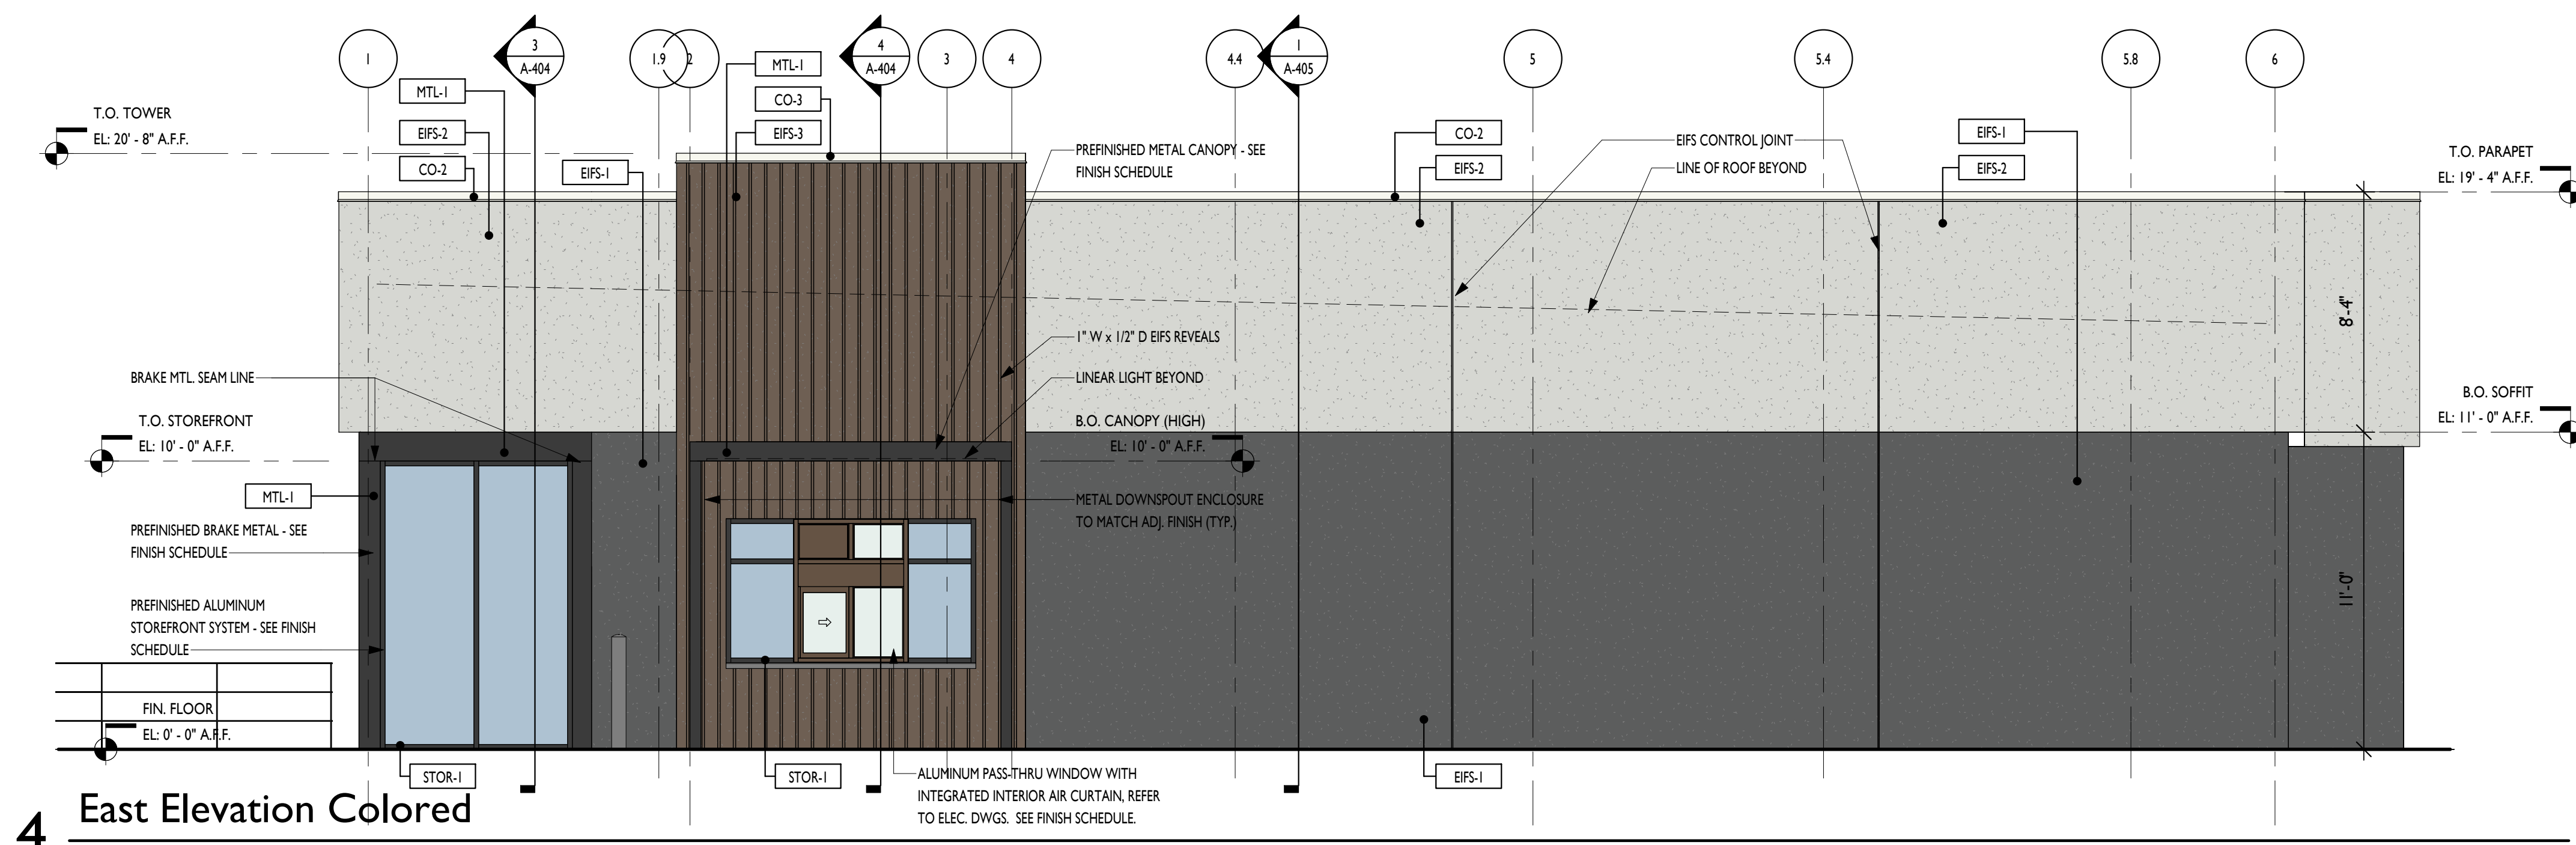 1
3
A-404
1.9
2
4
A-404
3
4
4.4
1
A-405
5
5.4
5.8
6
MTL-1
EIFS-2
CO-2
EIFS-1
MTL-1
CO-3
EIFS-3
CO-2
EIFS-2
EIFS-1
EIFS-2
T.O. TOWER
EL: 20' - 8" A.F.F.
PREFINISHED METAL CANOPY - SEE
FINISH SCHEDULE
EIFS CONTROL JOINT
LINE OF ROOF BEYOND
T.O. PARAPET
EL: 19' - 4" A.F.F.
8'-4"
1" W x 1/2" D EIFS REVEALS
LINEAR LIGHT BEYOND
BRAKE MTL. SEAM LINE
T.O. STOREFRONT
EL: 10' - 0" A.F.F.
B.O. CANOPY (HIGH)
EL: 10' - 0" A.F.F.
B.O. SOFFIT
EL: 11' - 0" A.F.F.
MTL-1
METAL DOWNSPOUT ENCLOSURE
TO MATCH ADJ. FINISH (TYP.)
PREFINISHED BRAKE METAL - SEE
FINISH SCHEDULE
11'-0"
PREFINISHED ALUMINUM
STOREFRONT SYSTEM - SEE FINISH
SCHEDULE
FIN. FLOOR
EL: 0' - 0" A.F.F.
STOR-1
STOR-1
EIFS-1
ALUMINUM PASS-THRU WINDOW WITH
INTEGRATED INTERIOR AIR CURTAIN, REFER
TO ELEC. DWGS. SEE FINISH SCHEDULE.
4
East Elevation Colored